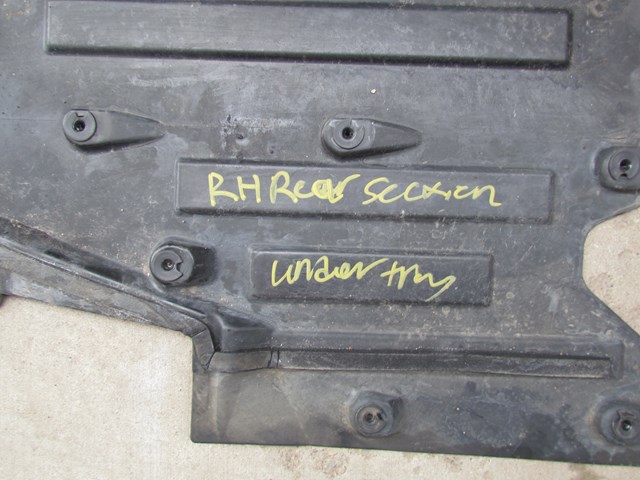 RH Rear Section
under tray